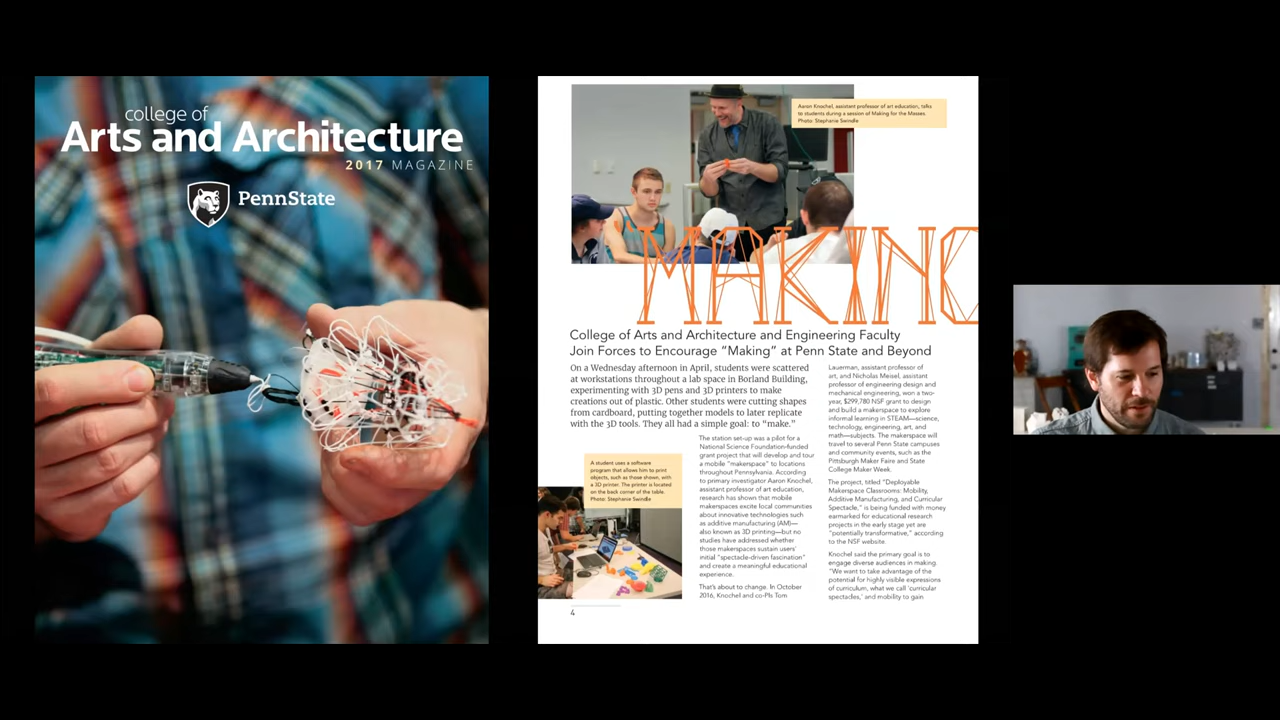 college of
Arts and Architecture
2017 MAGAZINE
PennState
Aaron Knochel, assistant professor of art education, talks
to students during a session of Making for the Masses.
Photo: Stephanie Swindle
MAKING
College of Arts and Architecture and Engineering Faculty
Join Forces to Encourage “Making” at Penn State and Beyond
On a Wednesday afternoon in April, students were scattered
at workstations throughout a lab space in Borland Building,
experimenting with 3D pens and 3D printers to make
creations out of plastic. Other students were cutting shapes
from cardboard, putting together models to later replicate
with the 3D tools. They all had a simple goal: to “make.”
A student uses a software
program that allows him to print
objects, such as those shown, with
a 3D printer. The printer is located
on the back corner of the table.
Photo: Stephanie Swindle
The station set-up was a pilot for a
National Science Foundation-funded
grant project that will develop and tour
a mobile “makerspace” to locations
throughout Pennsylvania. According
to primary investigator Aaron Knochel,
assistant professor of art education,
research has shown that mobile
makerspaces excite local communities
about innovative technologies such
as additive manufacturing (AM)—
also known as 3D printing—but no
studies have addressed whether
those makerspaces sustain users’
initial “spectacle-driven fascination”
and create a meaningful educational
experience.
That’s about to change. In October
2016, Knochel and co-PIs Tom
Lauerman, assistant professor of
art, and Nicholas Meisel, assistant
professor of engineering design and
mechanical engineering, won a two-
year, $299,780 NSF grant to design
and build a makerspace to explore
informal learning in STEAM—science,
technology, engineering, art, and
math—subjects. The makerspace will
travel to several Penn State campuses
and community events, such as the
Pittsburgh Maker Faire and State
College Maker Week.
The project, titled “Deployable
Makerspace Classrooms: Mobility,
Additive Manufacturing, and Curricular
Spectacle,” is being funded with money
earmarked for educational research
projects in the early stage yet are
“potentially transformative,” according
to the NSF website.
Knochel said the primary goal is to
engage diverse audiences in making.
“We want to take advantage of the
potential for highly visible expressions
of curriculum, what we call ‘curricular
spectacles,’ and mobility to gain
4